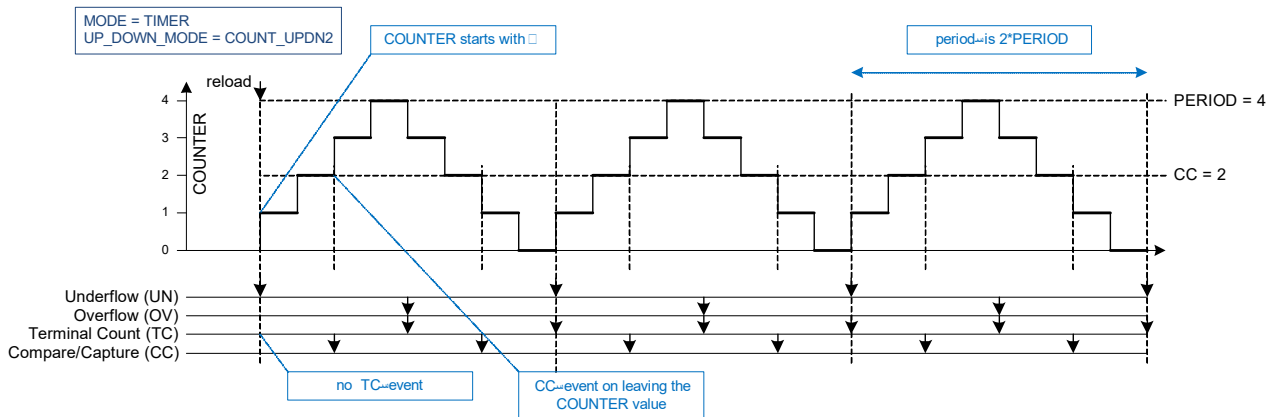 MODE = TIMER
UP_DOWN_MODE = COUNT_UPDN2
COUNTER starts with
period is 2*PERIOD
reload
4
PERIOD = 4
3
COUNTER
2
CC = 2
1
0
Underflow (UN)
Overflow (OV)
Terminal Count (TC)
Compare/Capture (CC)
no TC event
CC event on leaving the
COUNTER value